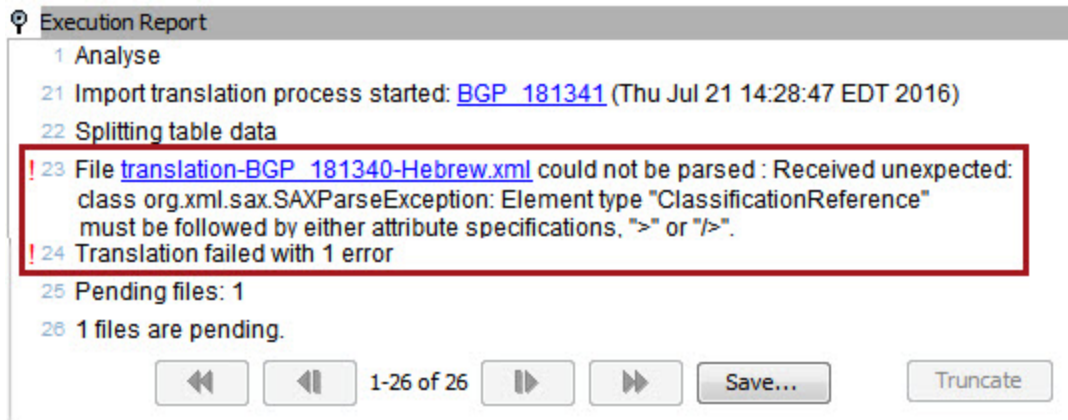 Execution Report
1 Analyse
21 Import translation process started: BGP_181341 (Thu Jul 21 14:28:47 EDT 2016)
22 Splitting table data
! 23 File translation-BGP_181340-Hebrew.xml could not be parsed : Received unexpected:
class org.xml.sax.SAXParseException: Element type "ClassificationReference"
must be followed by either attribute specifications, ">" or "/>".
! 24 Translation failed with 1 error
25 Pending files: 1
26 1 files are pending.
1-26 of 26 Save... Truncate